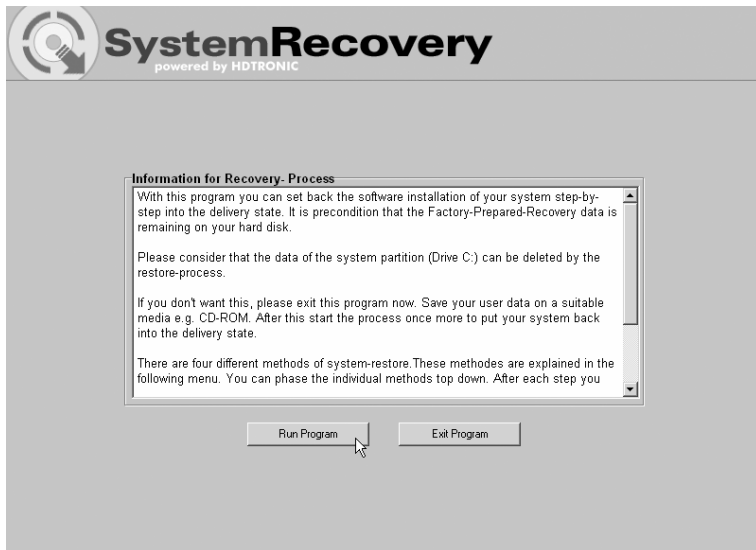 SystemRecovery
powered by HDTRONIC
Information for Recovery- Process
With this program you can set back the software installation of your system step-by-
step into the delivery state. It is precondition that the Factory-Prepared-Recovery data is
remaining on your hard disk.
Please consider that the data of the system partition (Drive C:) can be deleted by the
restore-process.
If you don't want this, please exit this program now. Save your user data on a suitable
media e.g. CD-ROM. After this start the process once more to put your system back
into the delivery state.
There are four different methods of system-restore.These methodes are explained in the
following menu. You can phase the individual methods top down. After each step you
Run Program
Exit Program